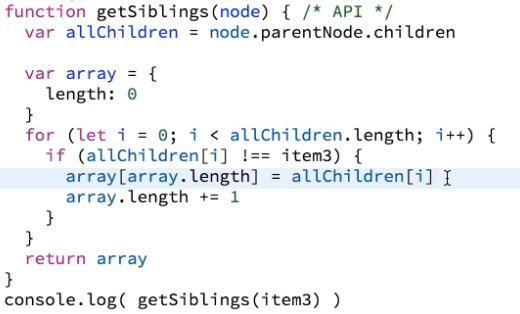 function getSiblings(node) { /* API */
  var allChildren = node.parentNode.children

  var array = {
    length: 0
  }
  for (let i = 0; i < allChildren.length; i++) {
    if (allChildren[i] !== item3) {
      array[array.length] = allChildren[i]
      array.length += 1
    }
  }
  return array
}
console.log( getSiblings(item3) )